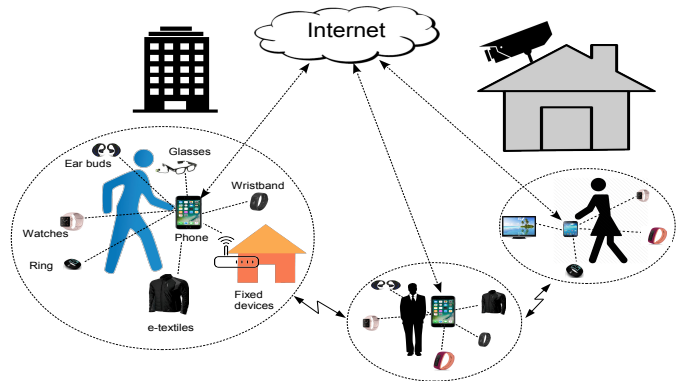 Internet
Glasses
Ear buds
Wristband
Watches
Phone
Ring
Fixed
devices
e-textiles